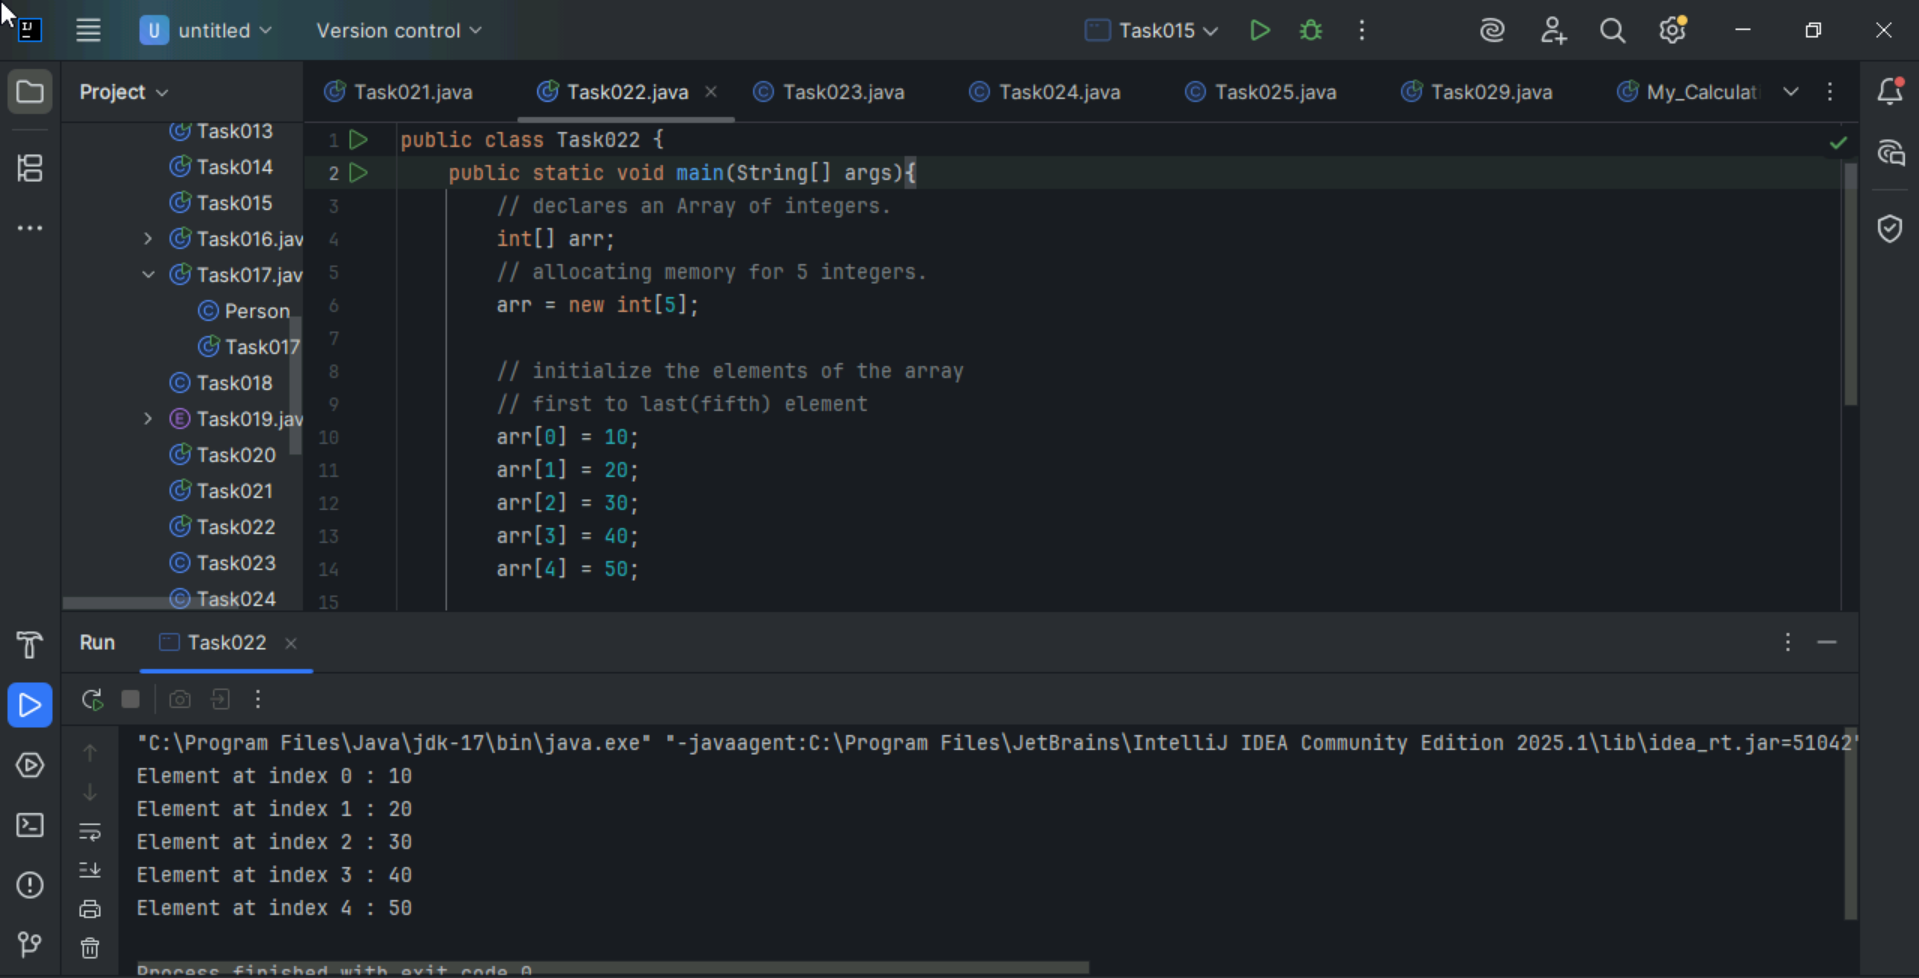 IJ
U untitled Version control Task015
Project
Task021.java Task022.java Task023.java Task024.java Task025.java Task029.java My_Calculat
Task013
Task014
Task015
Task016.jav
Task017.jav
Person
Task017
Task018
Task019.jav
Task020
Task021
Task022
Task023
Task024
1 public class Task022 {
2 public static void main(String[] args){
3 // declares an Array of integers.
4 int[] arr;
5 // allocating memory for 5 integers.
6 arr = new int[5];
7
8 // initialize the elements of the array
9 // first to last(fifth) element
10 arr[0] = 10;
11 arr[1] = 20;
12 arr[2] = 30;
13 arr[3] = 40;
14 arr[4] = 50;
15
Run Task022
"C:\Program Files\Java\jdk-17\bin\java.exe" "-javaagent:C:\Program Files\JetBrains\IntelliJ IDEA Community Edition 2025.1\lib\idea_rt.jar=51042"
Element at index 0 : 10
Element at index 1 : 20
Element at index 2 : 30
Element at index 3 : 40
Element at index 4 : 50
Process finished with exit code 0